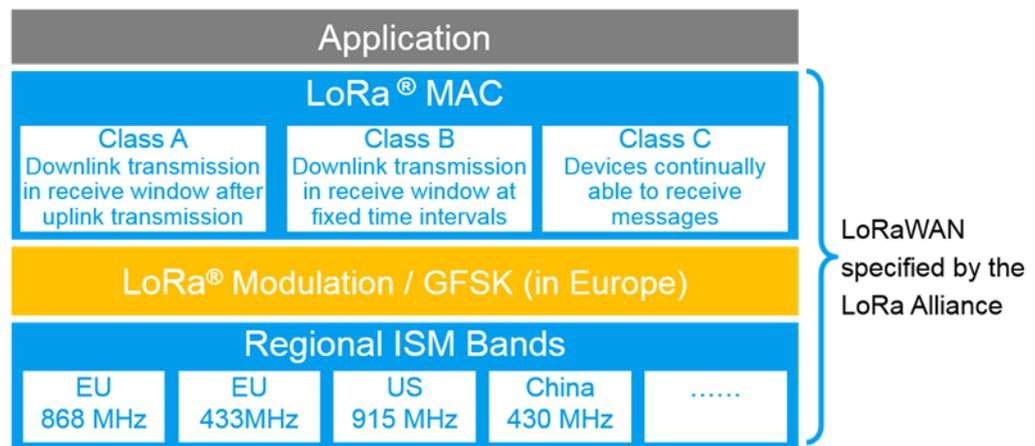 Application
LoRa® MAC
Class A
Downlink transmission
in receive window after
uplink transmission
Class B
Downlink transmission
in receive window at
fixed time intervals
Class C
Devices continually
able to receive
messages
LoRa® Modulation / GFSK (in Europe)
Regional ISM Bands
EU
868 MHz
EU
433MHz
US
915 MHz
China
430 MHz
......
LoRaWAN
specified by the
LoRa Alliance